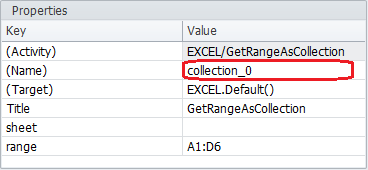 Properties
Key Value
(Activity) EXCEL/GetRangeAsCollection
(Name) collection_0
(Target) EXCEL.Default()
Title GetRangeAsCollection
sheet
range A1:D6